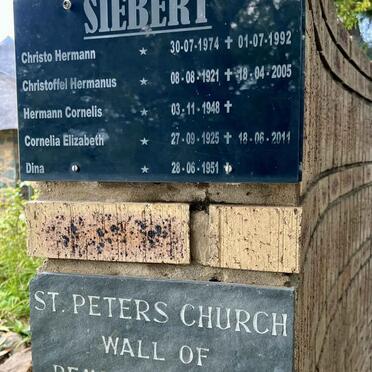 SIEBERT
Christo Hermann ★ 30-07-1974 ✝ 01-07-1992
Christoffel Hermanus ★ 08-08-1921 ✝ 18-04-2005
Hermann Cornelis ★ 03-11-1948 ✝
Cornelia Elizabeth ★ 27-09-1925 ✝ 18-06-2011
Dina ★ 28-06-1951 ✝
ST. PETERS CHURCH
WALL OF